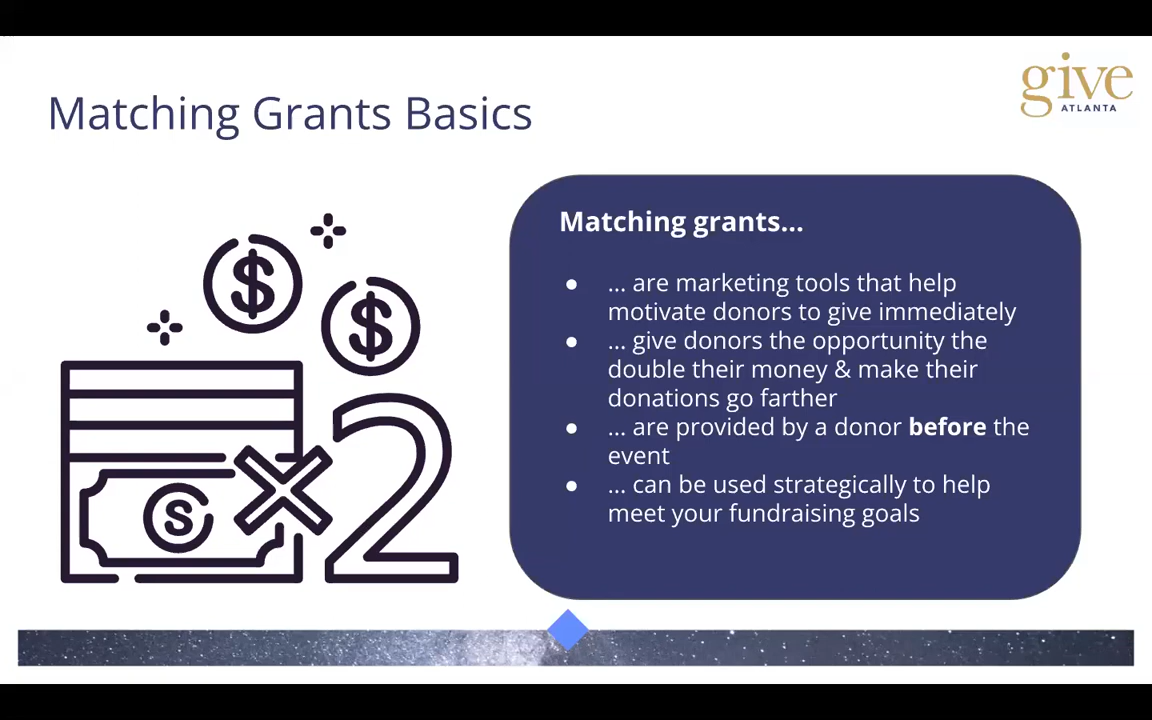 give
ATLANTA
Matching Grants Basics
Matching grants...
● ... are marketing tools that help
motivate donors to give immediately
● ... give donors the opportunity the
double their money & make their
donations go farther
● ... are provided by a donor before the
event
● ... can be used strategically to help
meet your fundraising goals
$
$
S
×2